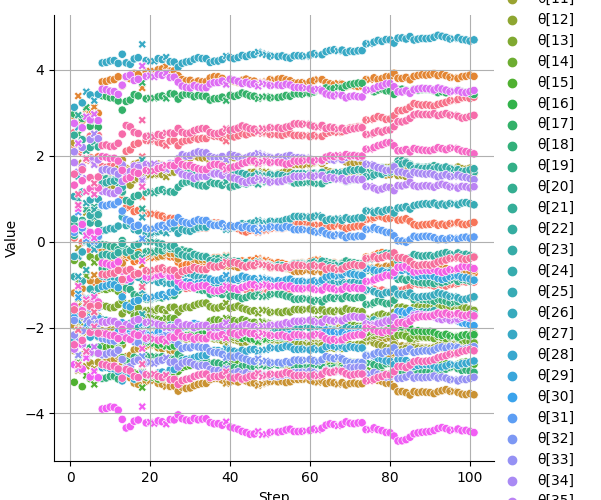 θ[11]
θ[12]
θ[13]
θ[14]
θ[15]
θ[16]
θ[17]
θ[18]
θ[19]
θ[20]
θ[21]
θ[22]
θ[23]
θ[24]
θ[25]
θ[26]
θ[27]
θ[28]
θ[29]
θ[30]
θ[31]
θ[32]
θ[33]
θ[34]
θ[35]
4
2
0
−2
−4
Value
0
20
40
60
80
100
Step